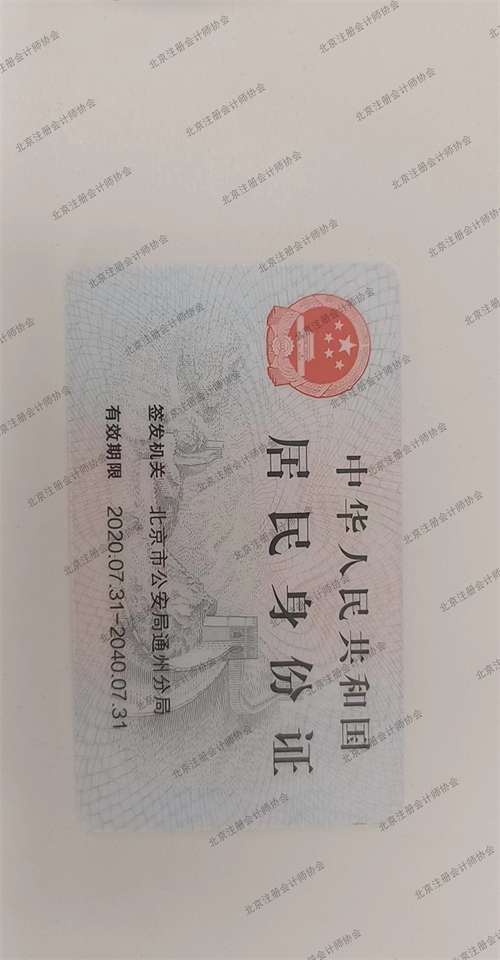 中华人民共和国
居民身份证
签发机关 北京市公安局通州分局
有效期限 2020.07.31-2040.07.31
北京注册会计师协会